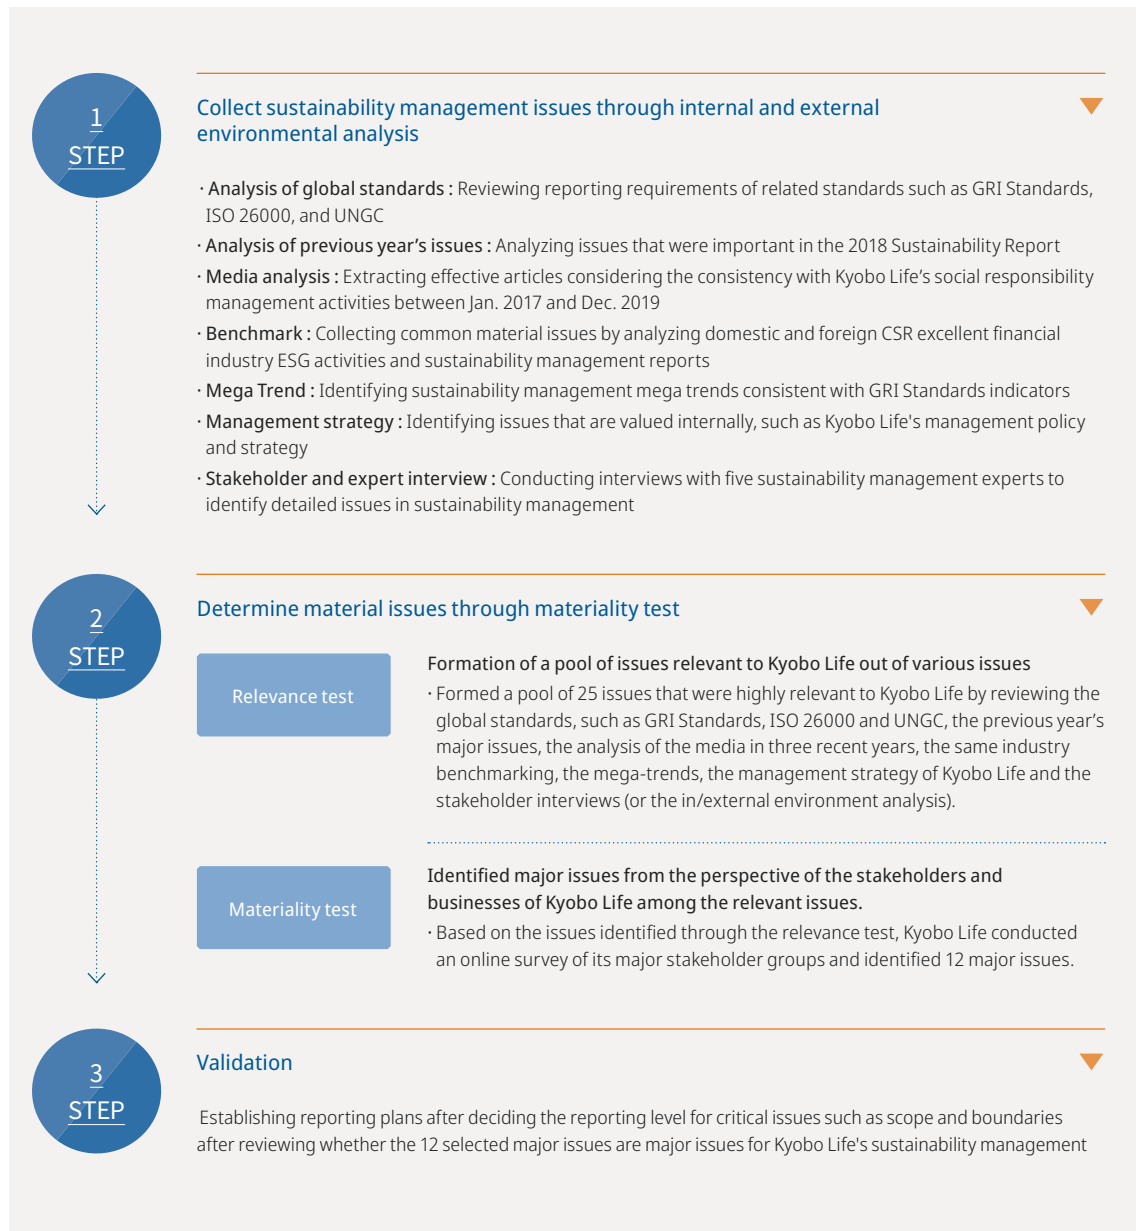 1
STEP
Collect sustainability management issues through internal and external
environmental analysis
· Analysis of global standards : Reviewing reporting requirements of related standards such as GRI Standards,
ISO 26000, and UNGC
· Analysis of previous year’s issues : Analyzing issues that were important in the 2018 Sustainability Report
· Media analysis : Extracting effective articles considering the consistency with Kyobo Life’s social responsibility
management activities between Jan. 2017 and Dec. 2019
· Benchmark : Collecting common material issues by analyzing domestic and foreign CSR excellent financial
industry ESG activities and sustainability management reports
· Mega Trend : Identifying sustainability management mega trends consistent with GRI Standards indicators
· Management strategy : Identifying issues that are valued internally, such as Kyobo Life's management policy
and strategy
· Stakeholder and expert interview : Conducting interviews with five sustainability management experts to
identify detailed issues in sustainability management
2
STEP
Determine material issues through materiality test
Relevance test
Formation of a pool of issues relevant to Kyobo Life out of various issues
· Formed a pool of 25 issues that were highly relevant to Kyobo Life by reviewing the
global standards, such as GRI Standards, ISO 26000 and UNGC, the previous year’s
major issues, the analysis of the media in three recent years, the same industry
benchmarking, the mega-trends, the management strategy of Kyobo Life and the
stakeholder interviews (or the in/external environment analysis).
Materiality test
Identified major issues from the perspective of the stakeholders and
businesses of Kyobo Life among the relevant issues.
· Based on the issues identified through the relevance test, Kyobo Life conducted
an online survey of its major stakeholder groups and identified 12 major issues.
3
STEP
Validation
Establishing reporting plans after deciding the reporting level for critical issues such as scope and boundaries
after reviewing whether the 12 selected major issues are major issues for Kyobo Life's sustainability management